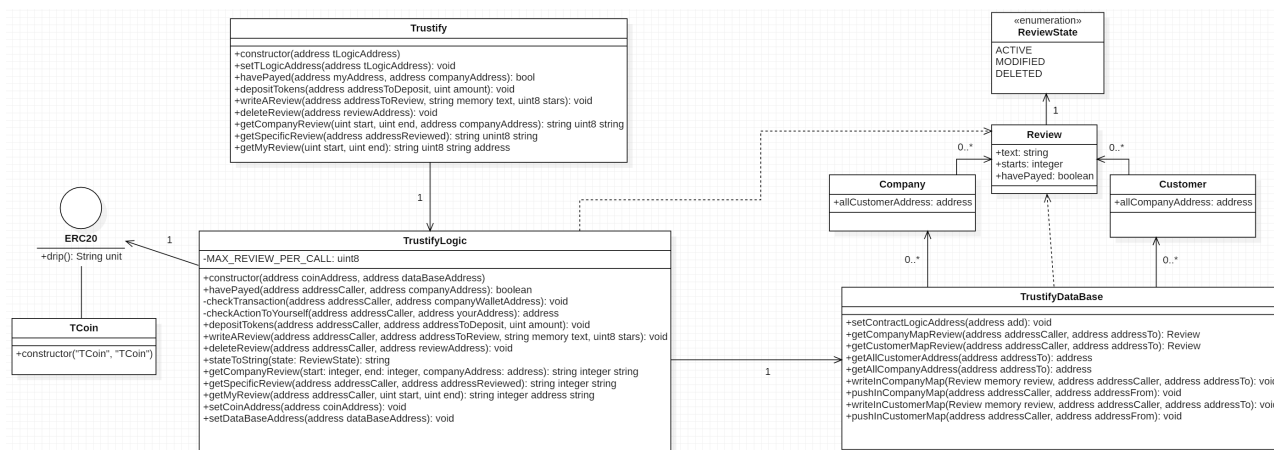 Trustify
+constructor(address tLogicAddress)
+setTLogicAddress(address tLogicAddress): void
+havePayed(address myAddress, address companyAddress): bool
+depositTokens(address addressToDeposit, uint amount): void
+writeAReview(address addressToReview, string memory text, uint8 stars): void
+deleteReview(address reviewAddress): void
+getCompanyReview(uint start, uint end, address companyAddress): string uint8 string
+getSpecificReview(address addressReviewed): string unint8 string
+getMyReview(uint start, uint end): string uint8 string address
1
«enumeration»
ReviewState
ACTIVE
MODIFIED
DELETED
1
Review
+text: string
+starts: integer
+havePayed: boolean
0..*
0..*
Company
+allCustomerAddress: address
Customer
+allCompanyAddress: address
0..*
0..*
ERC20
+drip(): String unit
1
TCoin
+constructor("TCoin", "TCoin")
TrustifyLogic
-MAX_REVIEW_PER_CALL: uint8
+constructor(address coinAddress, address dataBaseAddress)
+havePayed(address addressCaller, address companyAddress): boolean
-checkTransaction(address addressCaller, address companyWalletAddress): void
-checkActionToYourself(address addressCaller, address yourAddress): address
+depositTokens(address addressCaller, address addressToDeposit, uint amount): void
+writeAReview(address addressCaller, address addressToReview, string memory text, uint8 stars): void
+deleteReview(address addressCaller, address reviewAddress): void
+stateToString(state: ReviewState): string
+getCompanyReview(start: integer, end: integer, companyAddress: address): string integer string
+getSpecificReview(address addressCaller, address addressReviewed): string integer string
+getMyReview(address addressCaller, uint start, uint end): string integer address string
+setCoinAddress(address coinAddress): void
+setDataBaseAddress(address dataBaseAddress): void
1
TrustifyDataBase
+setContractLogicAddress(address add): void
+getCompanyMapReview(address addressCaller, address addressTo): Review
+getCustomerMapReview(address addressCaller, address addressTo): Review
+getAllCustomerAddress(address addressTo): address
+getAllCompanyAddress(address addressTo): address
+writeInCompanyMap(Review memory review, address addressCaller, address addressTo): void
+pushInCompanyMap(address addressCaller, address addressFrom): void
+writeInCustomerMap(Review memory review, address addressCaller, address addressTo): void
+pushInCustomerMap(address addressCaller, address addressFrom): void